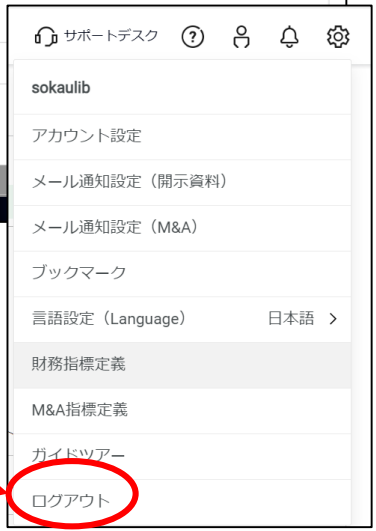 サポートデスク
sokaulib
アカウント設定
メール通知設定（開示資料）
メール通知設定（M&A）
ブックマーク
言語設定（Language） 日本語
財務指標定義
M&A指標定義
ガイドツアー
ログアウト